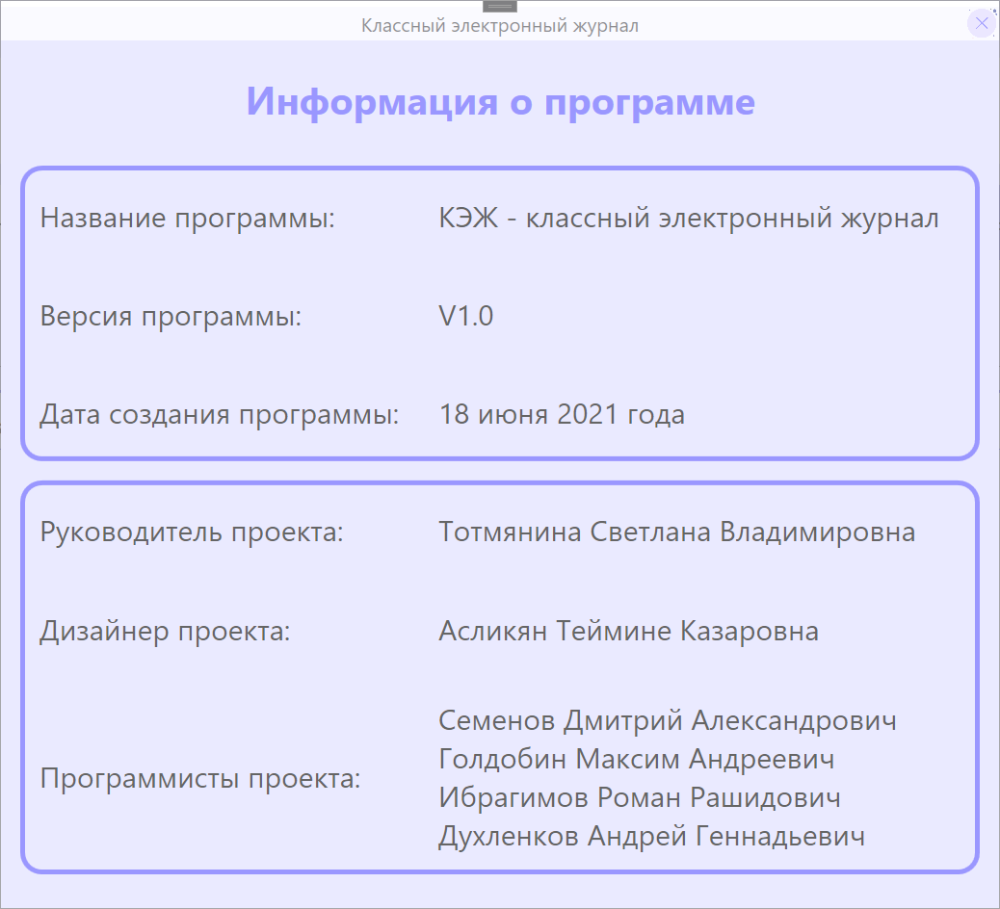 Классный электронный журнал
Информация о программе
Название программы: КЭЖ - классный электронный журнал
Версия программы: V1.0
Дата создания программы: 18 июня 2021 года
Руководитель проекта: Тотмянина Светлана Владимировна
Дизайнер проекта: Асликян Теймине Казаровна
Программисты проекта:
Семенов Дмитрий Александрович
Голдобин Максим Андреевич
Ибрагимов Роман Рашидович
Духленков Андрей Геннадьевич